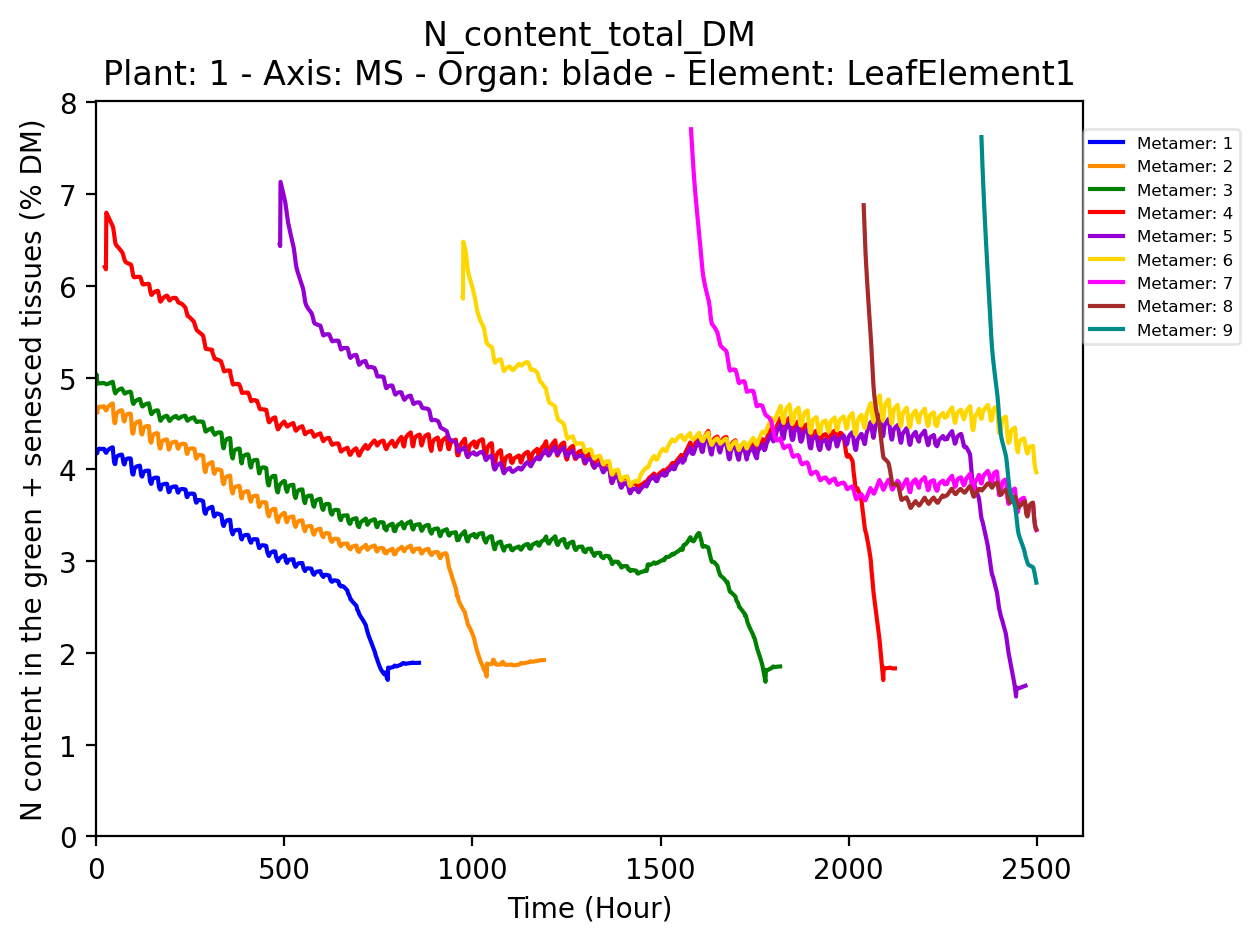 N_content_total_DM
Plant: 1 - Axis: MS - Organ: blade - Element: LeafElement1
N content in the green + senesced tissues (% DM)
8
7
6
5
4
3
2
1
0
0 500 1000 1500 2000 2500
Time (Hour)
Metamer: 1
Metamer: 2
Metamer: 3
Metamer: 4
Metamer: 5
Metamer: 6
Metamer: 7
Metamer: 8
Metamer: 9